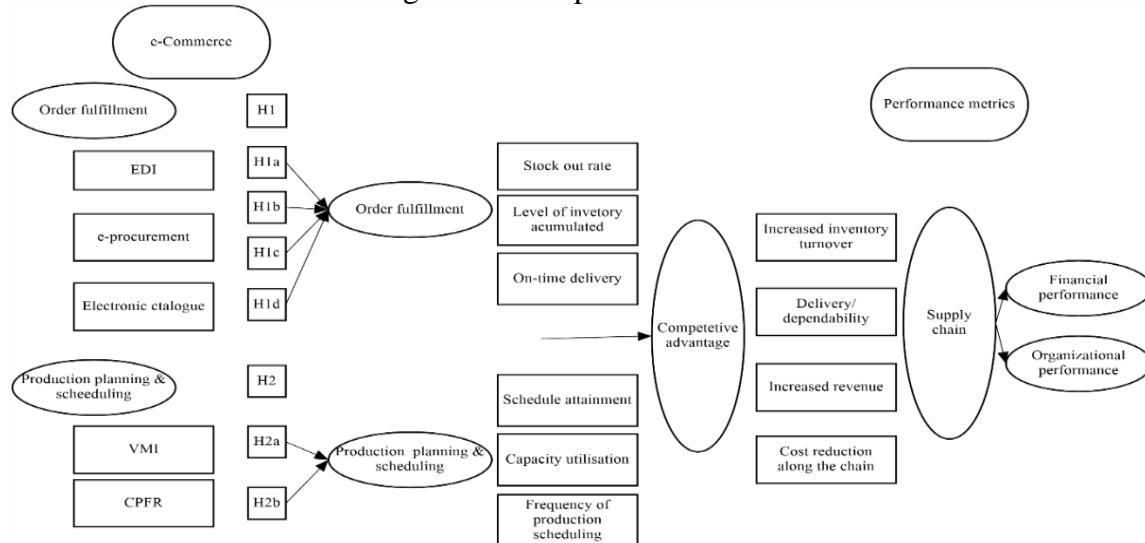 e-Commerce
Order fulfillment
H1
Performance metrics
EDI
H1a
Stock out rate
H1b
Order fulfillment
Level of invetory
acumulated
e-procurement
H1c
Increased inventory
turnover
On-time delivery
Financial
performance
Electronic ctalogue
H1d
Delivery/
dependability
Competetive
advantage
Supply
chain
Organizational
performance
Production planning &
scheeduling
H2
Schedule attainment
Increased revenue
VMI
H2a
Production planning &
scheduling
Capacity utilisation
Cost reduction
along the chain
CPFR
H2b
Frequency of
production
scheduling